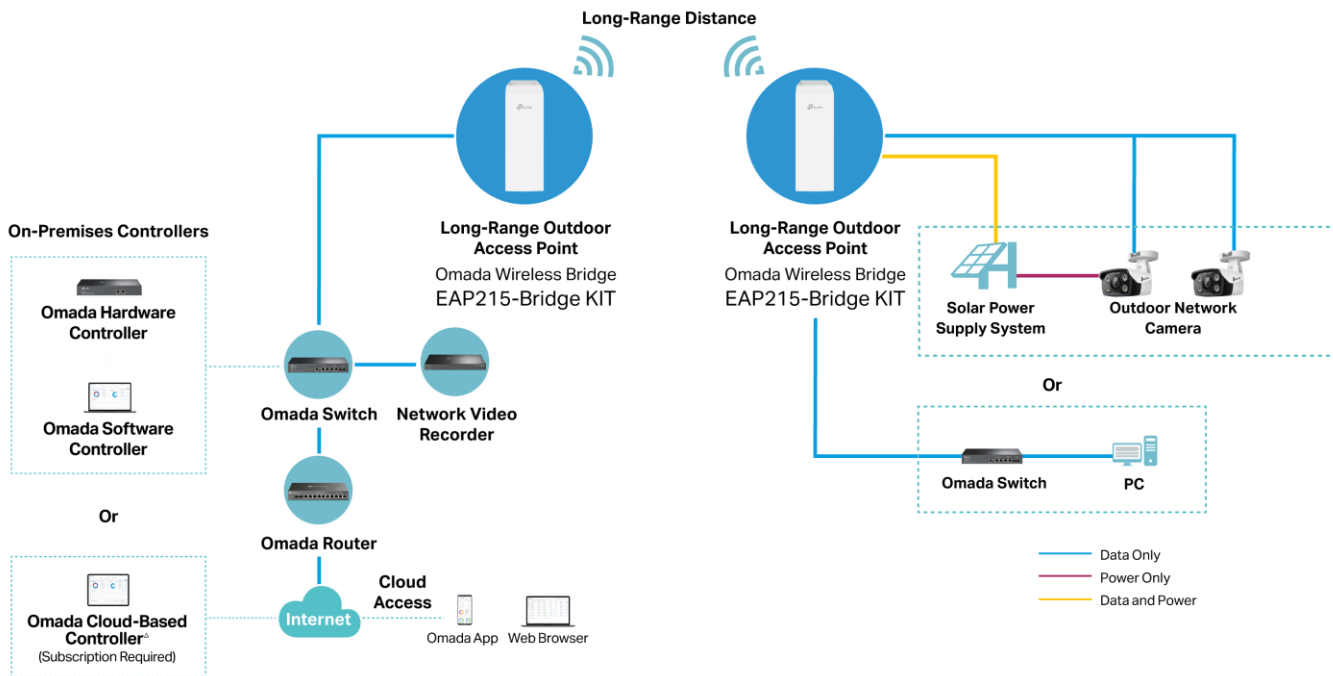 Long-Range Distance
Long-Range Outdoor
Access Point
Omada Wireless Bridge
EAP215-Bridge KIT
Long-Range Outdoor
Access Point
Omada Wireless Bridge
EAP215-Bridge KIT
On-Premises Controllers
Omada Hardware
Controller
Omada Software
Controller
Or
Omada Cloud-Based
Controller△
(Subscription Required)
Omada Switch
Network Video
Recorder
Omada Router
Internet
Cloud
Access
Omada App
Web Browser
Solar Power
Supply System
Outdoor Network
Camera
Or
Omada Switch
PC
Data Only
Power Only
Data and Power